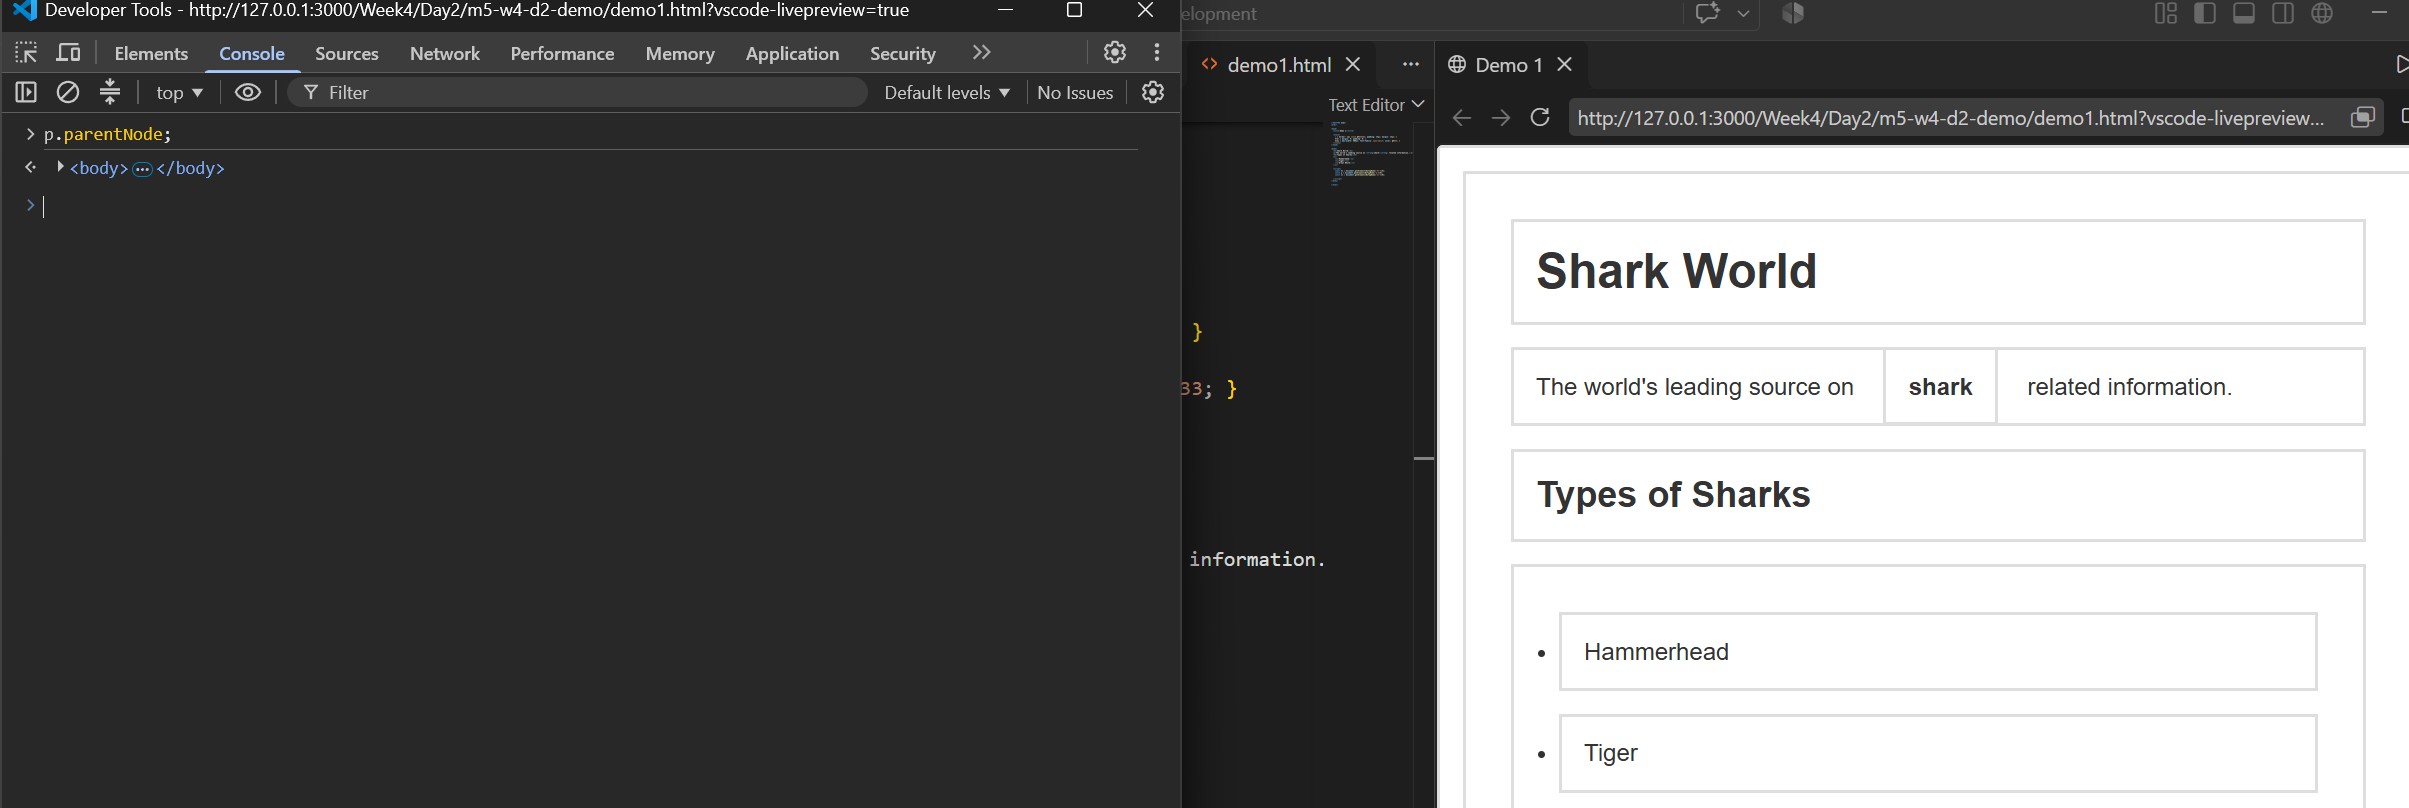 Developer Tools - http://127.0.0.1:3000/Week4/Day2/m5-w4-d2-demo/demo1.html?vscode-livepreview=true
Elements Console Sources Network Performance Memory Application Security
top Filter Default levels No Issues
p.parentNode;
<body>…</body>
elopment
demo1.html
Text Editor
}
33; }
information.
Demo 1
http://127.0.0.1:3000/Week4/Day2/m5-w4-d2-demo/demo1.html?vscode-livepreview...
Shark World
The world's leading source on shark related information.
Types of Sharks
• Hammerhead
• Tiger